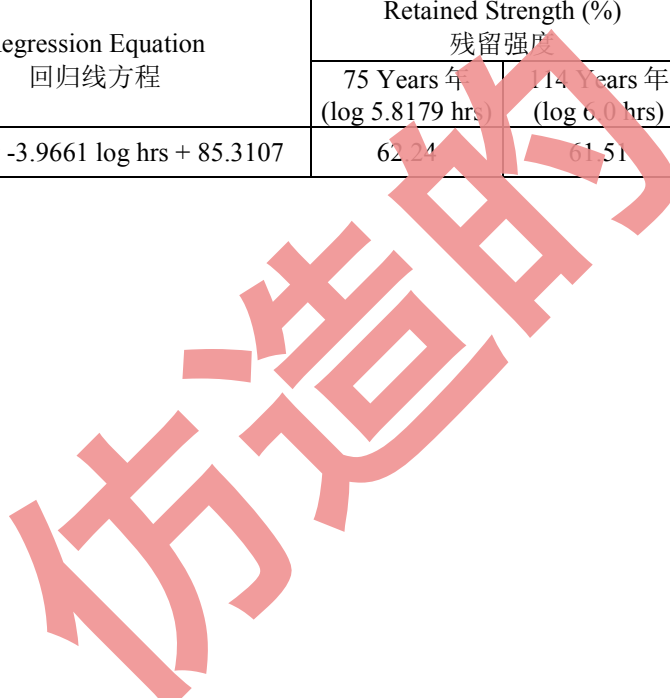 Retained Strength (%)
残留强度
egression Equation
回归线方程
75 Years 年
114 Years 年
(log 5.8179 hrs)
(log 6.0 hrs)
-3.9661 log hrs + 85.3107
62.24
61.51
仿造的